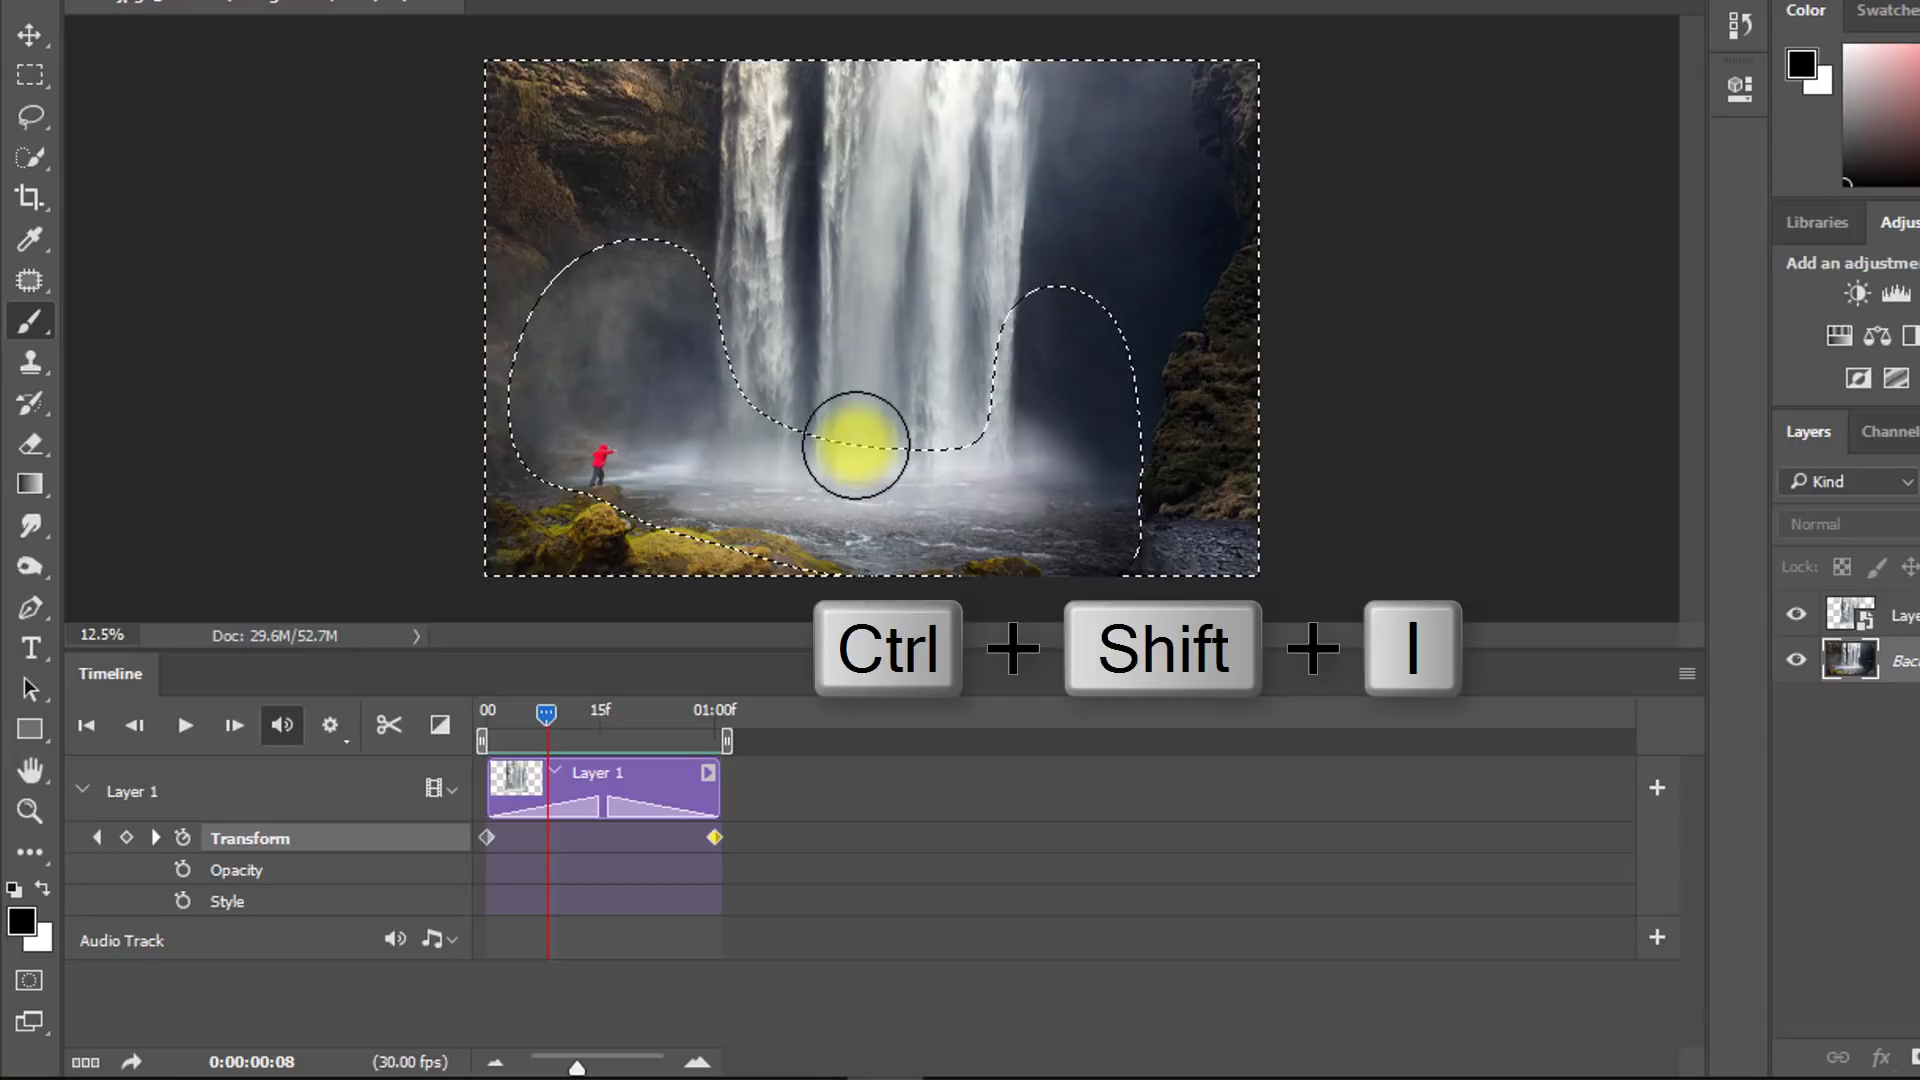 Color Swatche
Libraries Adjus
Add an adjustme
Layers Channel
Kind
Normal
Lock:
Laye
Bac
12.5% Doc: 29.6M/52.7M
Ctrl + Shift + I
Timeline
00 15f 01:00f
Layer 1
Layer 1
Transform
Opacity
Style
Audio Track
0:00:00:08 (30.00 fps)
fx